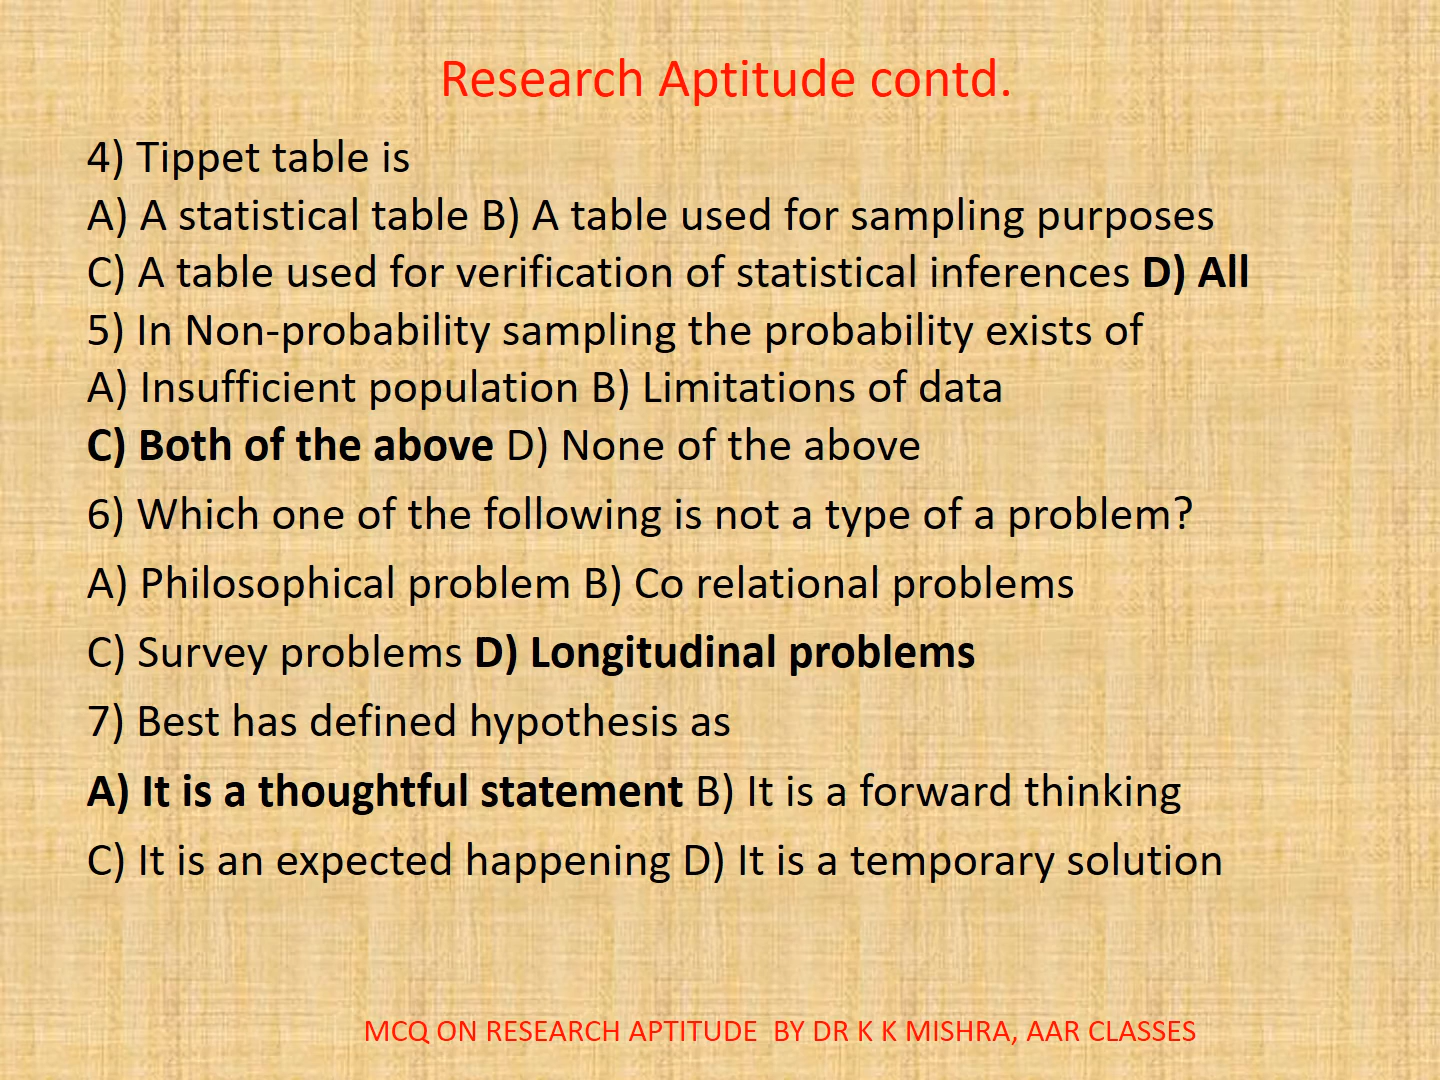 Research Aptitude contd.
4) Tippet table is
A) A statistical table B) A table used for sampling purposes
C) A table used for verification of statistical inferences D) All
5) In Non-probability sampling the probability exists of
A) Insufficient population B) Limitations of data
C) Both of the above D) None of the above
6) Which one of the following is not a type of a problem?
A) Philosophical problem B) Co relational problems
C) Survey problems D) Longitudinal problems
7) Best has defined hypothesis as
A) It is a thoughtful statement B) It is a forward thinking
C) It is an expected happening D) It is a temporary solution
MCQ ON RESEARCH APTITUDE  BY DR K K MISHRA, AAR CLASSES